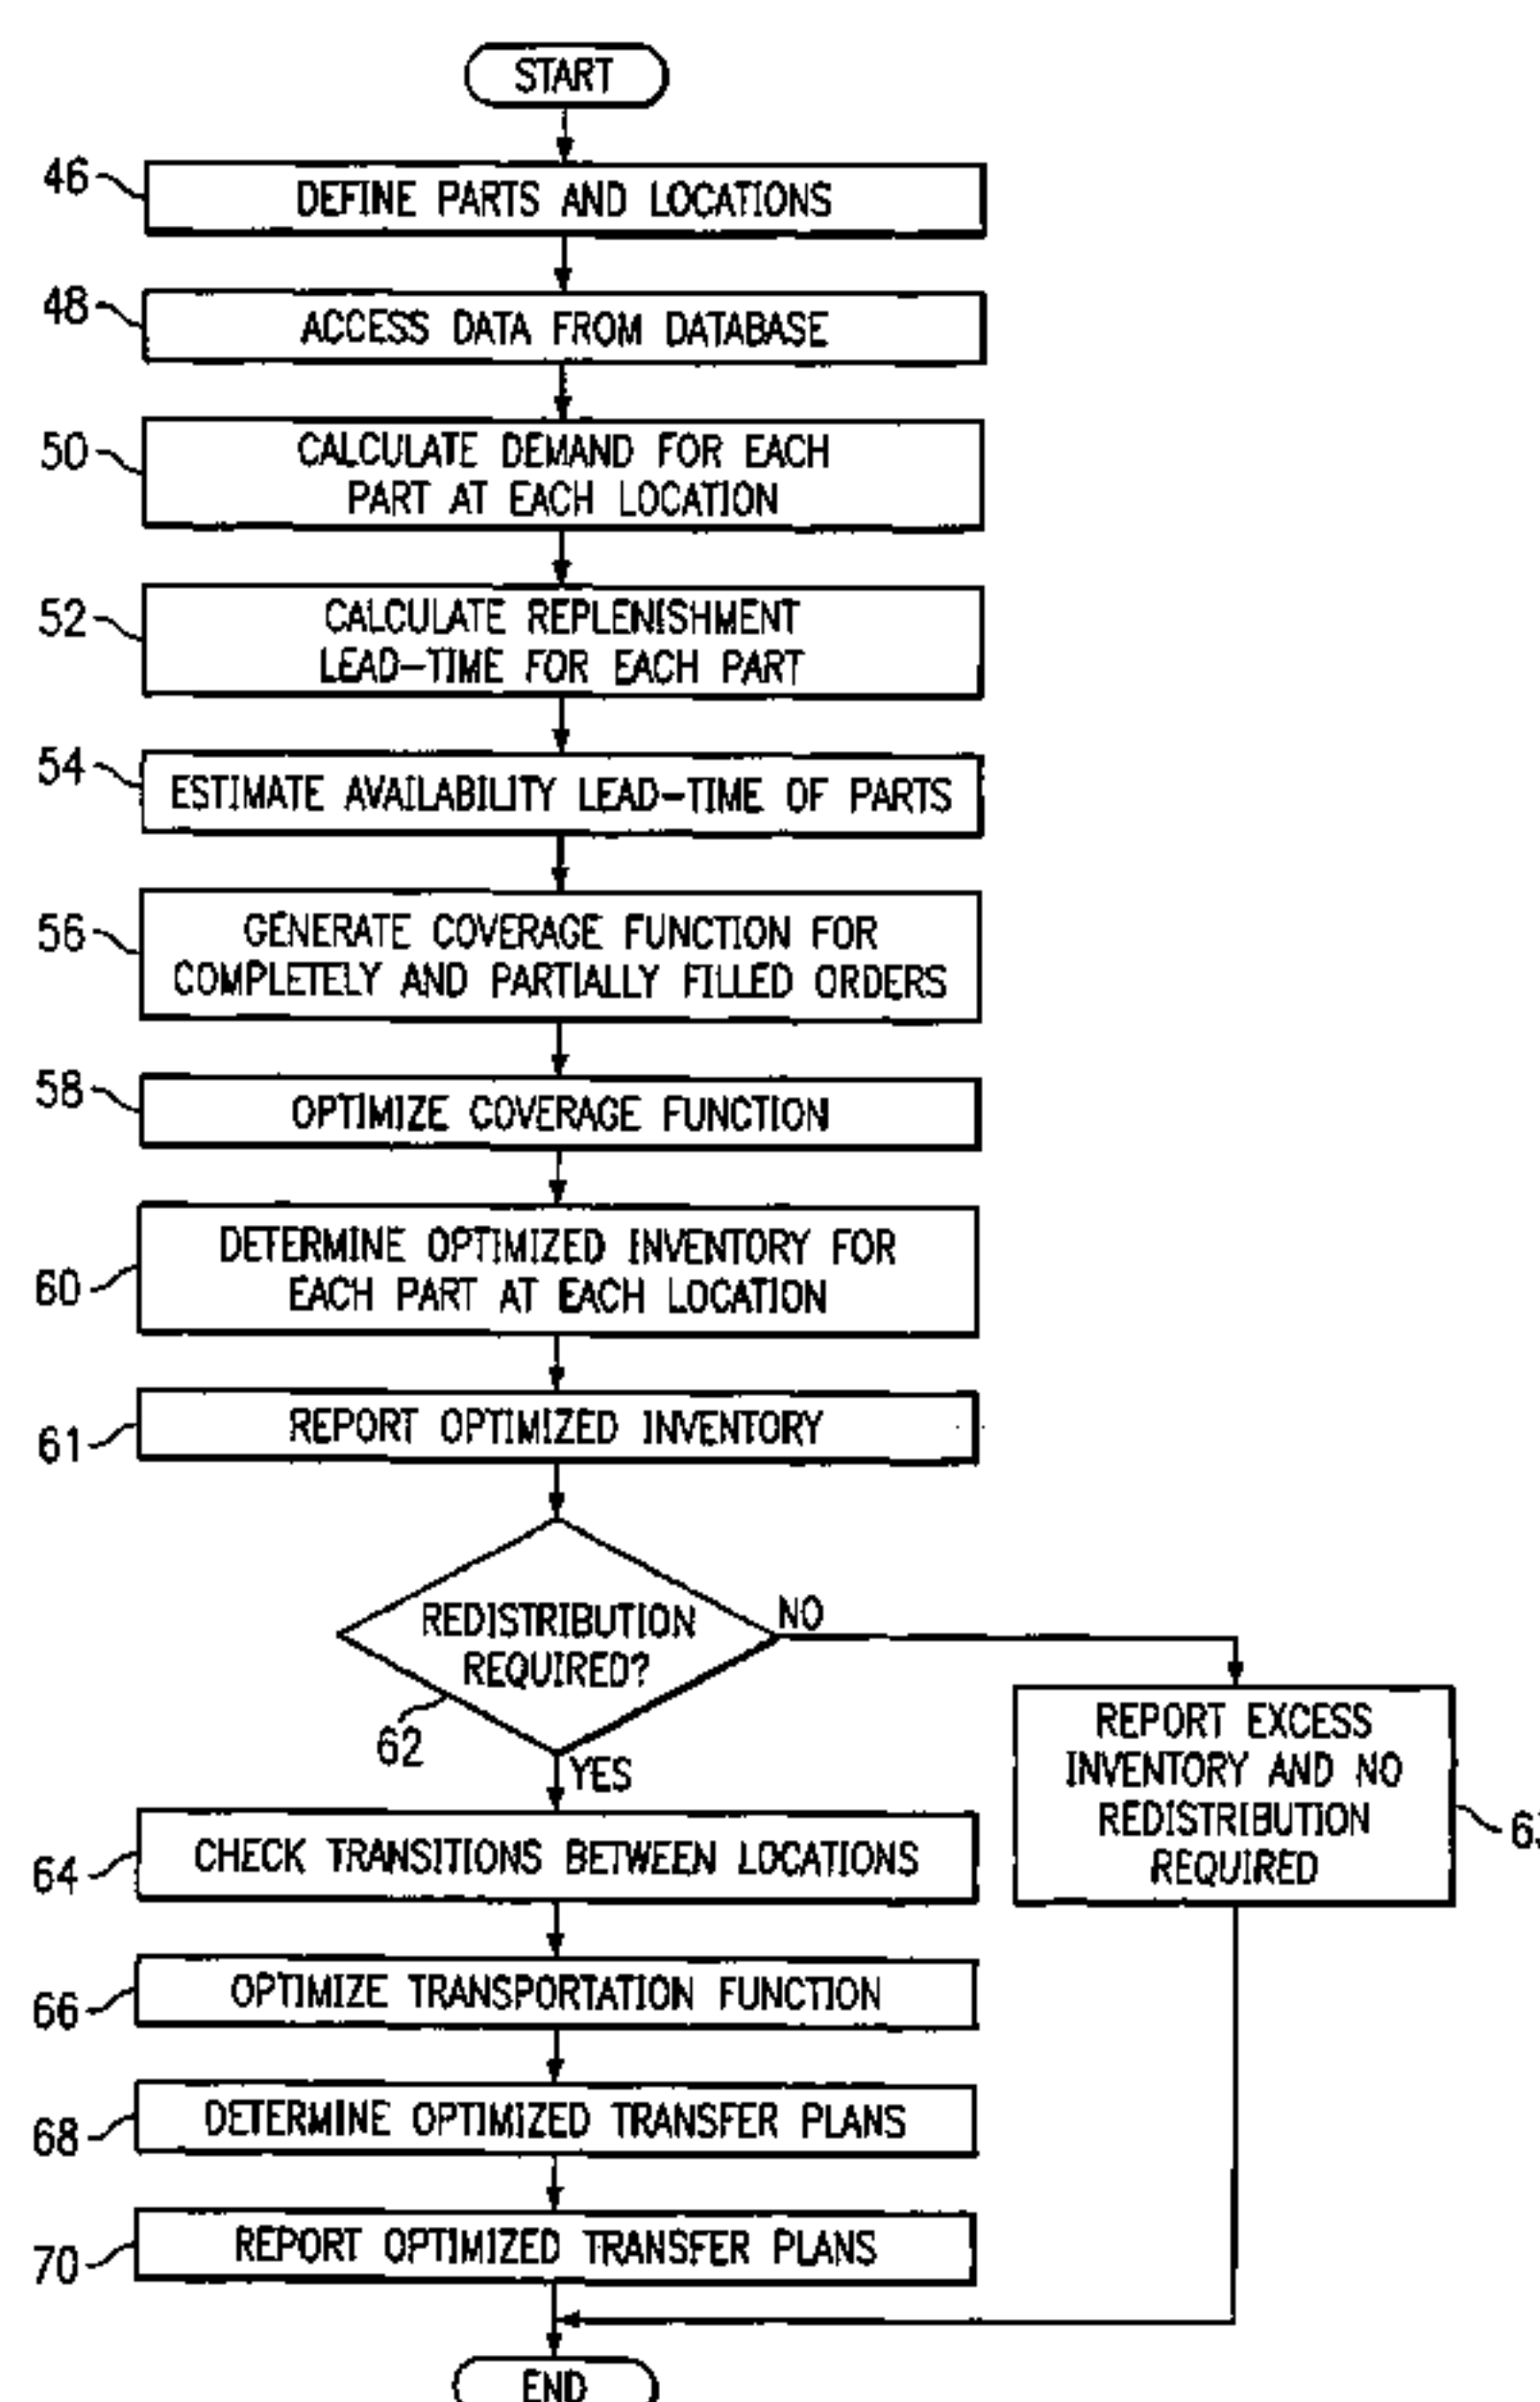 START
46
DEFINE PARTS AND LOCATIONS
48
ACCESS DATA FROM DATABASE
50
CALCULATE DEMAND FOR EACH
PART AT EACH LOCATION
52
CALCULATE REPLENISHMENT
LEAD-TIME FOR EACH PART
54
ESTIMATE AVAILABILITY LEAD-TIME OF PARTS
56
GENERATE COVERAGE FUNCTION FOR
COMPLETELY AND PARTIALLY FILLED ORDERS
58
OPTIMIZE COVERAGE FUNCTION
60
DETERMINE OPTIMIZED INVENTORY FOR
EACH PART AT EACH LOCATION
61
REPORT OPTIMIZED INVENTORY
REDISTRIBUTION
REQUIRED?
62
NO
YES
REPORT EXCESS
INVENTORY AND NO
REDISTRIBUTION
REQUIRED
64
CHECK TRANSITIONS BETWEEN LOCATIONS
66
OPTIMIZE TRANSPORTATION FUNCTION
68
DETERMINE OPTIMIZED TRANSFER PLANS
70
REPORT OPTIMIZED TRANSFER PLANS
END